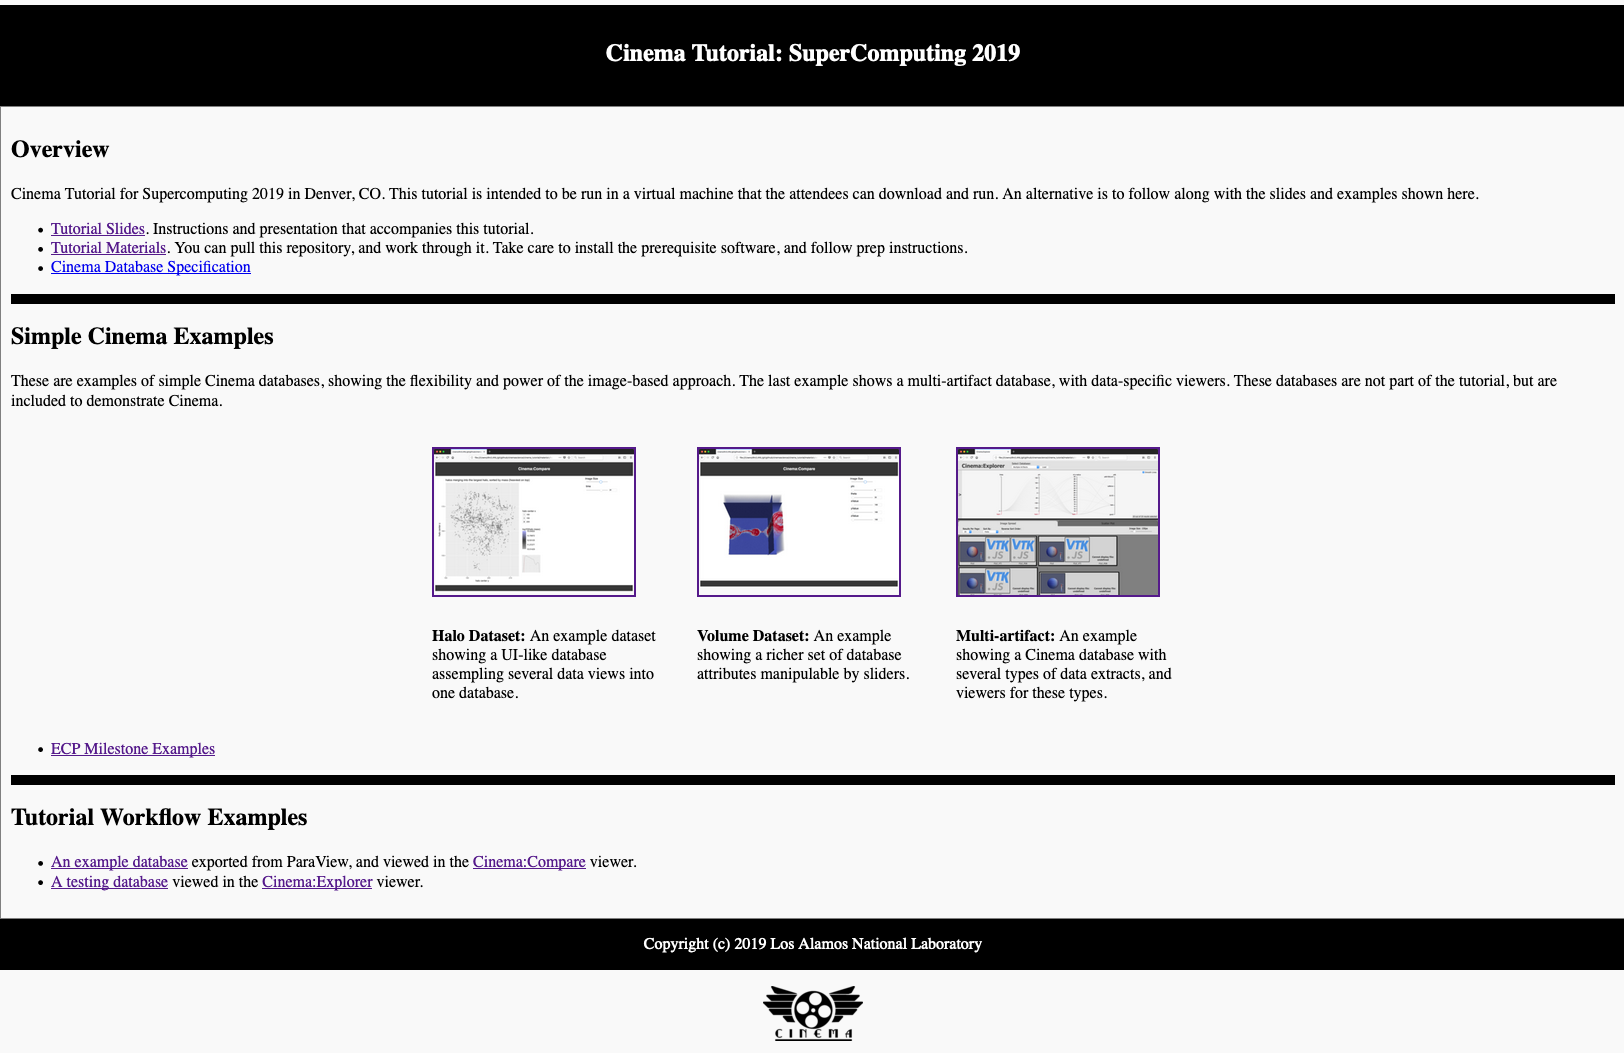 Cinema Tutorial: SuperComputing 2019
Overview
Cinema Tutorial for Supercomputing 2019 in Denver, CO. This tutorial is intended to be run in a virtual machine that the attendees can download and run. An alternative is to follow along with the slides and examples shown here.
• Tutorial Slides. Instructions and presentation that accompanies this tutorial.
• Tutorial Materials. You can pull this repository, and work through it. Take care to install the prerequisite software, and follow prep instructions.
• Cinema Database Specification
Simple Cinema Examples
These are examples of simple Cinema databases, showing the flexibility and power of the image-based approach. The last example shows a multi-artifact database, with data-specific viewers. These databases are not part of the tutorial, but are
included to demonstrate Cinema.
Cinema:Compare
Cinema:Compare
Cinema:Explorer
VTK VTK VTK
.JS .JS .JS
VTK
.JS
Halo Dataset: An example dataset
showing a UI-like database
assempling several data views into
one database.
Volume Dataset: An example
showing a richer set of database
attributes manipulable by sliders.
Multi-artifact: An example
showing a Cinema database with
several types of data extracts, and
viewers for these types.
• ECP Milestone Examples
Tutorial Workflow Examples
• An example database exported from ParaView, and viewed in the Cinema:Compare viewer.
• A testing database viewed in the Cinema:Explorer viewer.
Copyright (c) 2019 Los Alamos National Laboratory
CINEMA